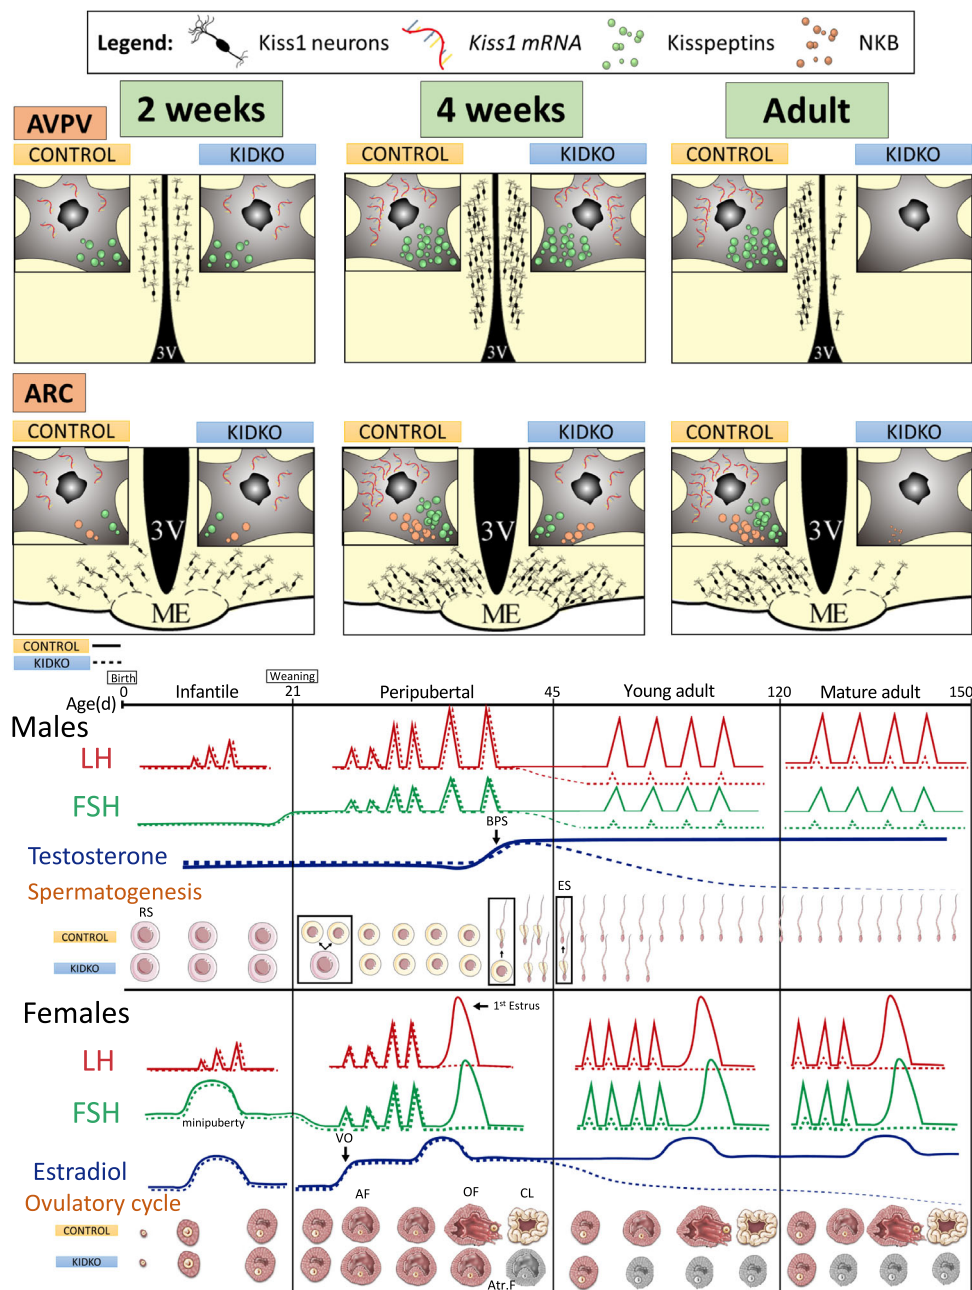 Legend: Kiss1 neurons Kiss1 mRNA Kisspeptins NKB
2 weeks 4 weeks Adult
AVPV
CONTROL KIDKO CONTROL KIDKO CONTROL KIDKO
3V 3V 3V
ARC
CONTROL KIDKO CONTROL KIDKO CONTROL KIDKO
3V 3V 3V
ME ME ME
CONTROL
KIDKO
Birth Weaning
Age(d) 0 Infantile 21 Peripubertal 45 Young adult 120 Mature adult 150
Males
LH
FSH
BPS
Testosterone
Spermatogenesis
RS ES
CONTROL
KIDKO
Females
1st Estrus
LH
FSH
minipuberty
VO
Estradiol
AF OF CL
Ovulatory cycle
CONTROL
KIDKO
Atr.F